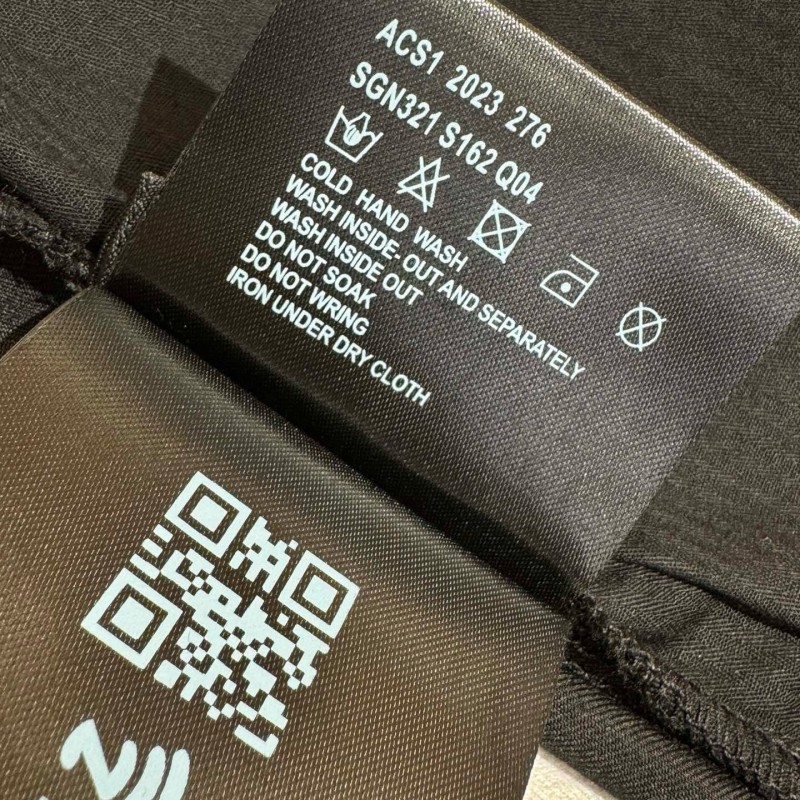 ACS1 2023 276
SGN321 S162 Q04
COLD HAND WASH
WASH INSIDE-OUT AND SEPARATELY
WASH INSIDE OUT
DO NOT SOAK
DO NOT WRING
IRON UNDER DRY CLOTH